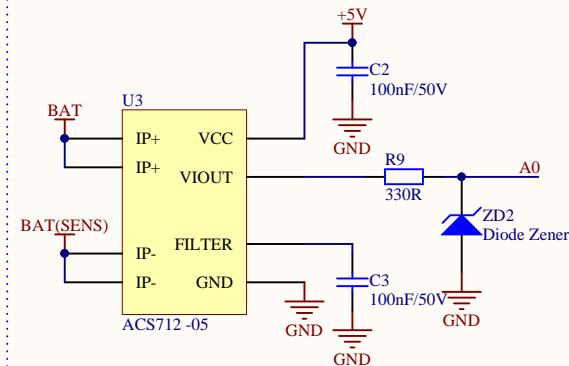 +5V
C2
100nF/50V
GND
U3
BAT
IP+
VCC
IP+
VIOUT
R9
330R
A0
BAT(SENS)
ZD2
Diode Zener
IP-
FILTER
IP-
GND
C3
100nF/50V
GND
GND
GND
ACS712 -05